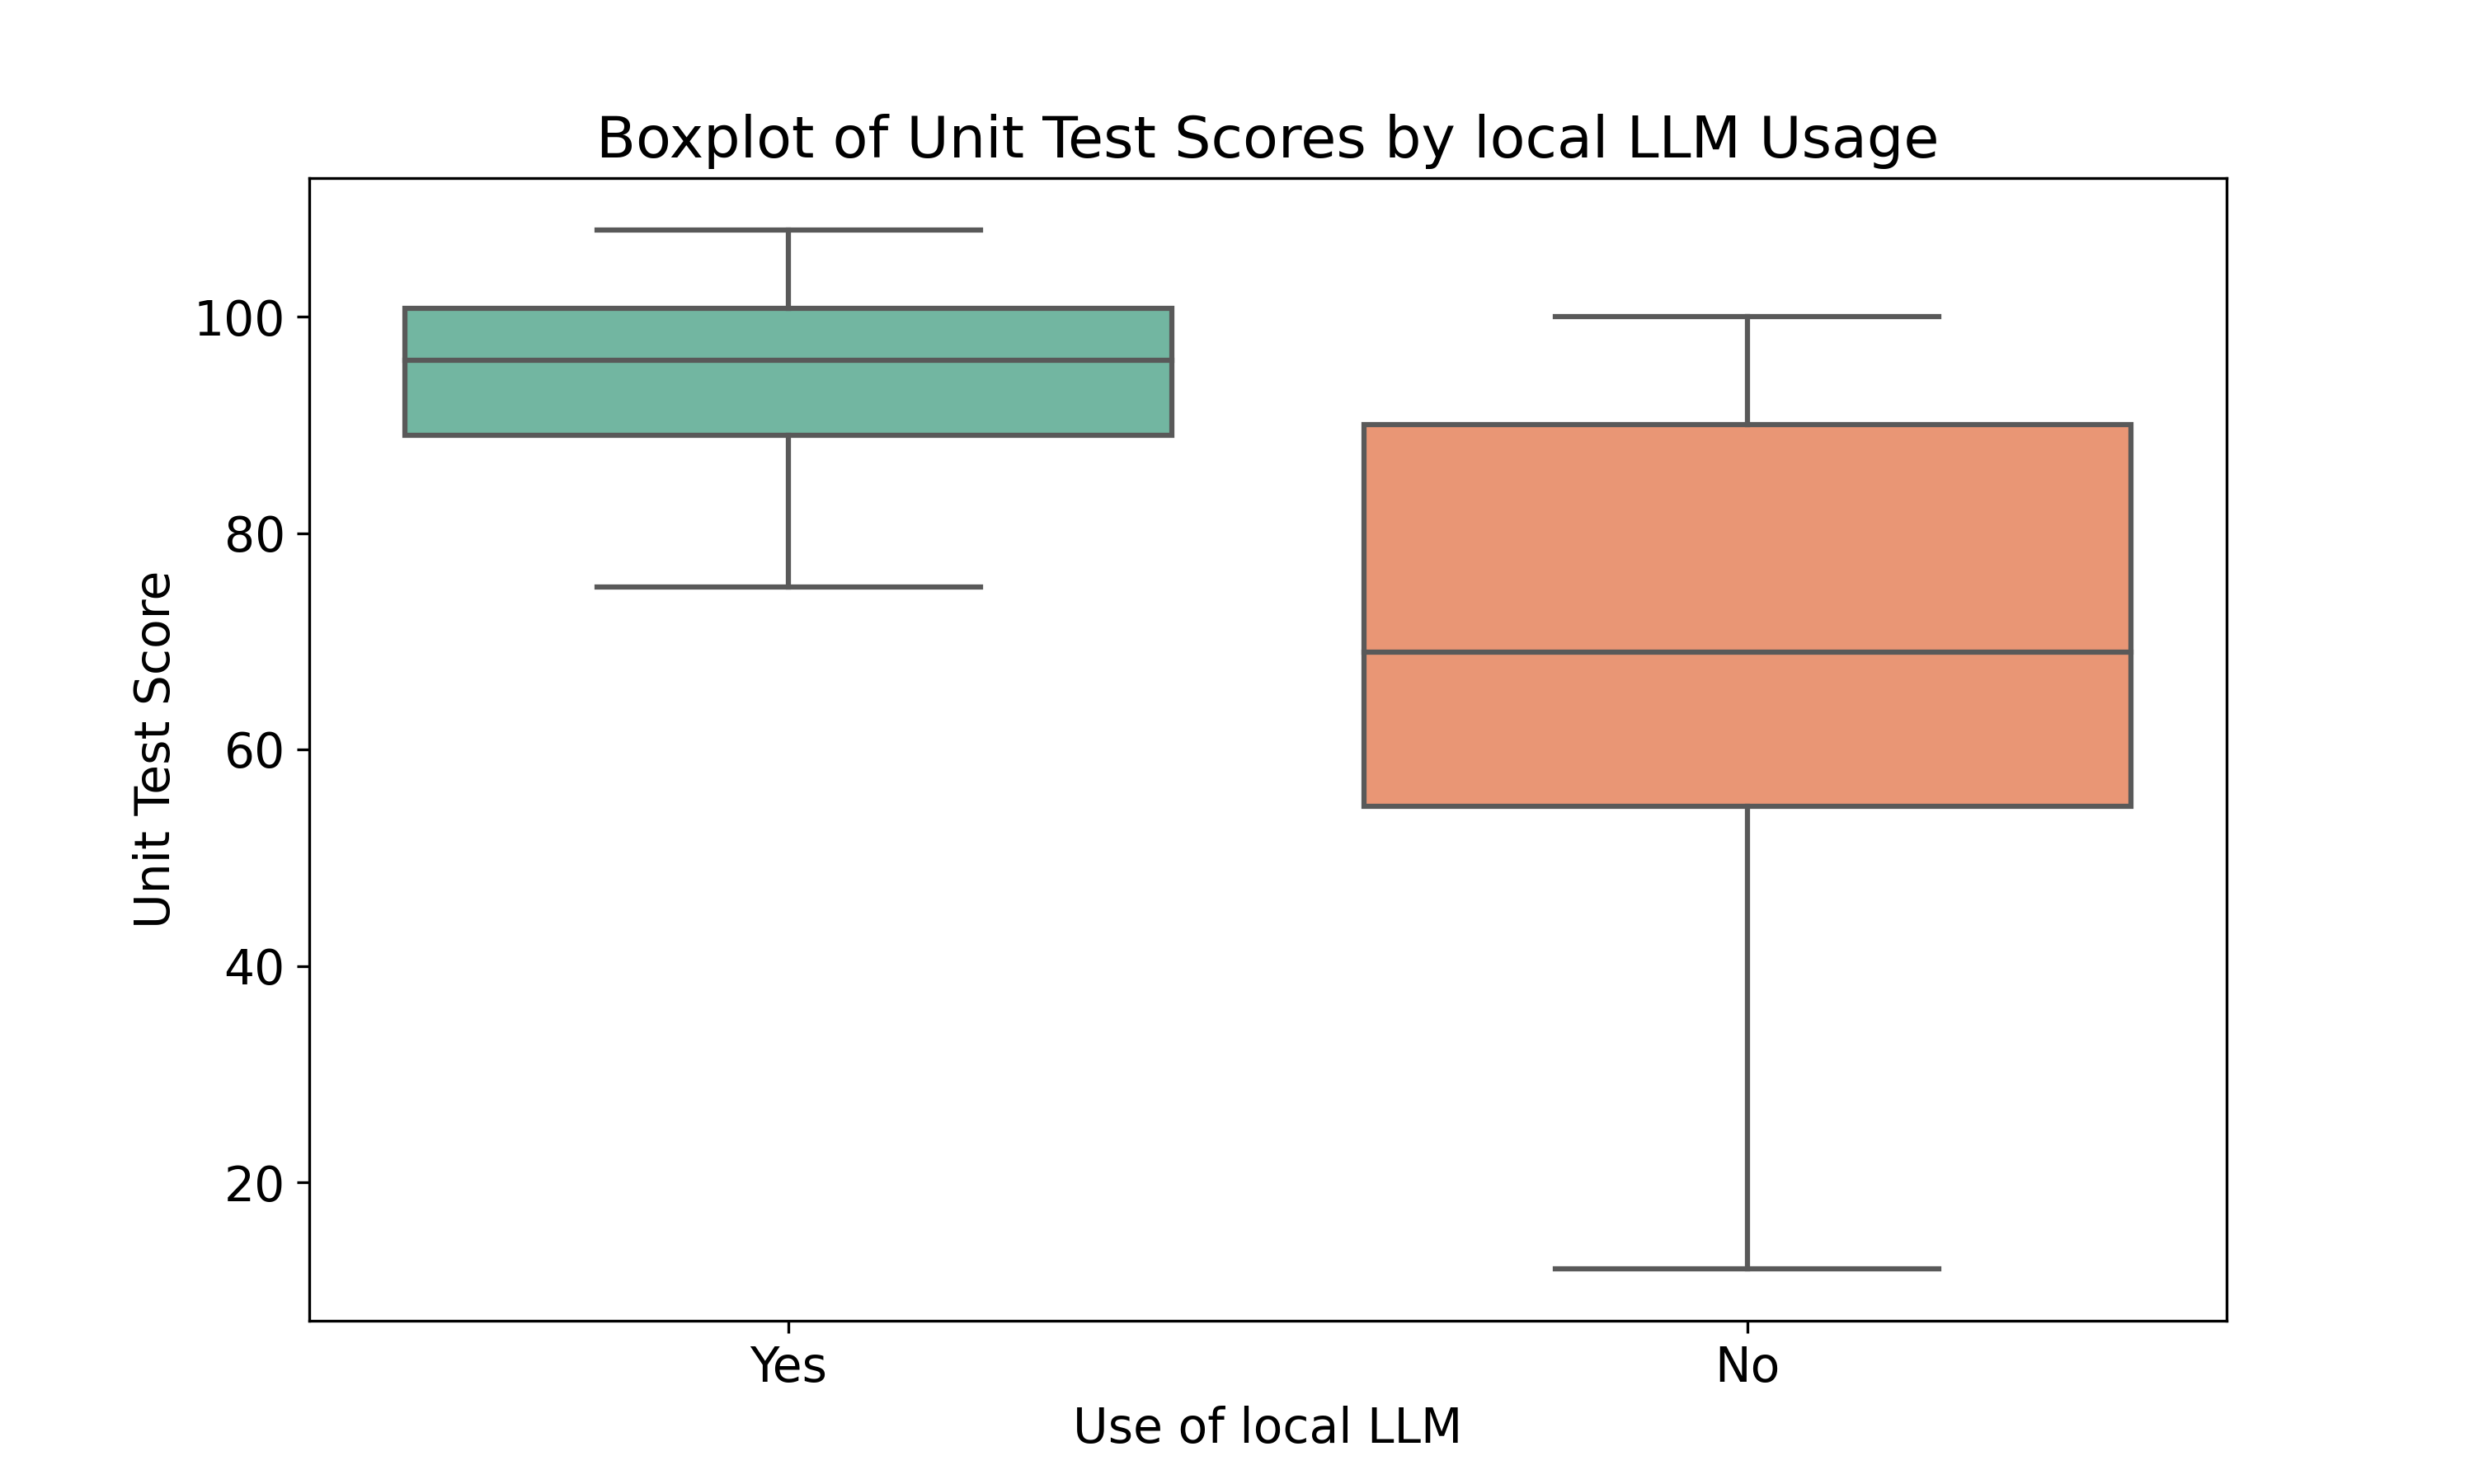 Boxplot of Unit Test Scores by local LLM Usage
Unit Test Score
100
80
60
40
20
Yes
No
Use of local LLM